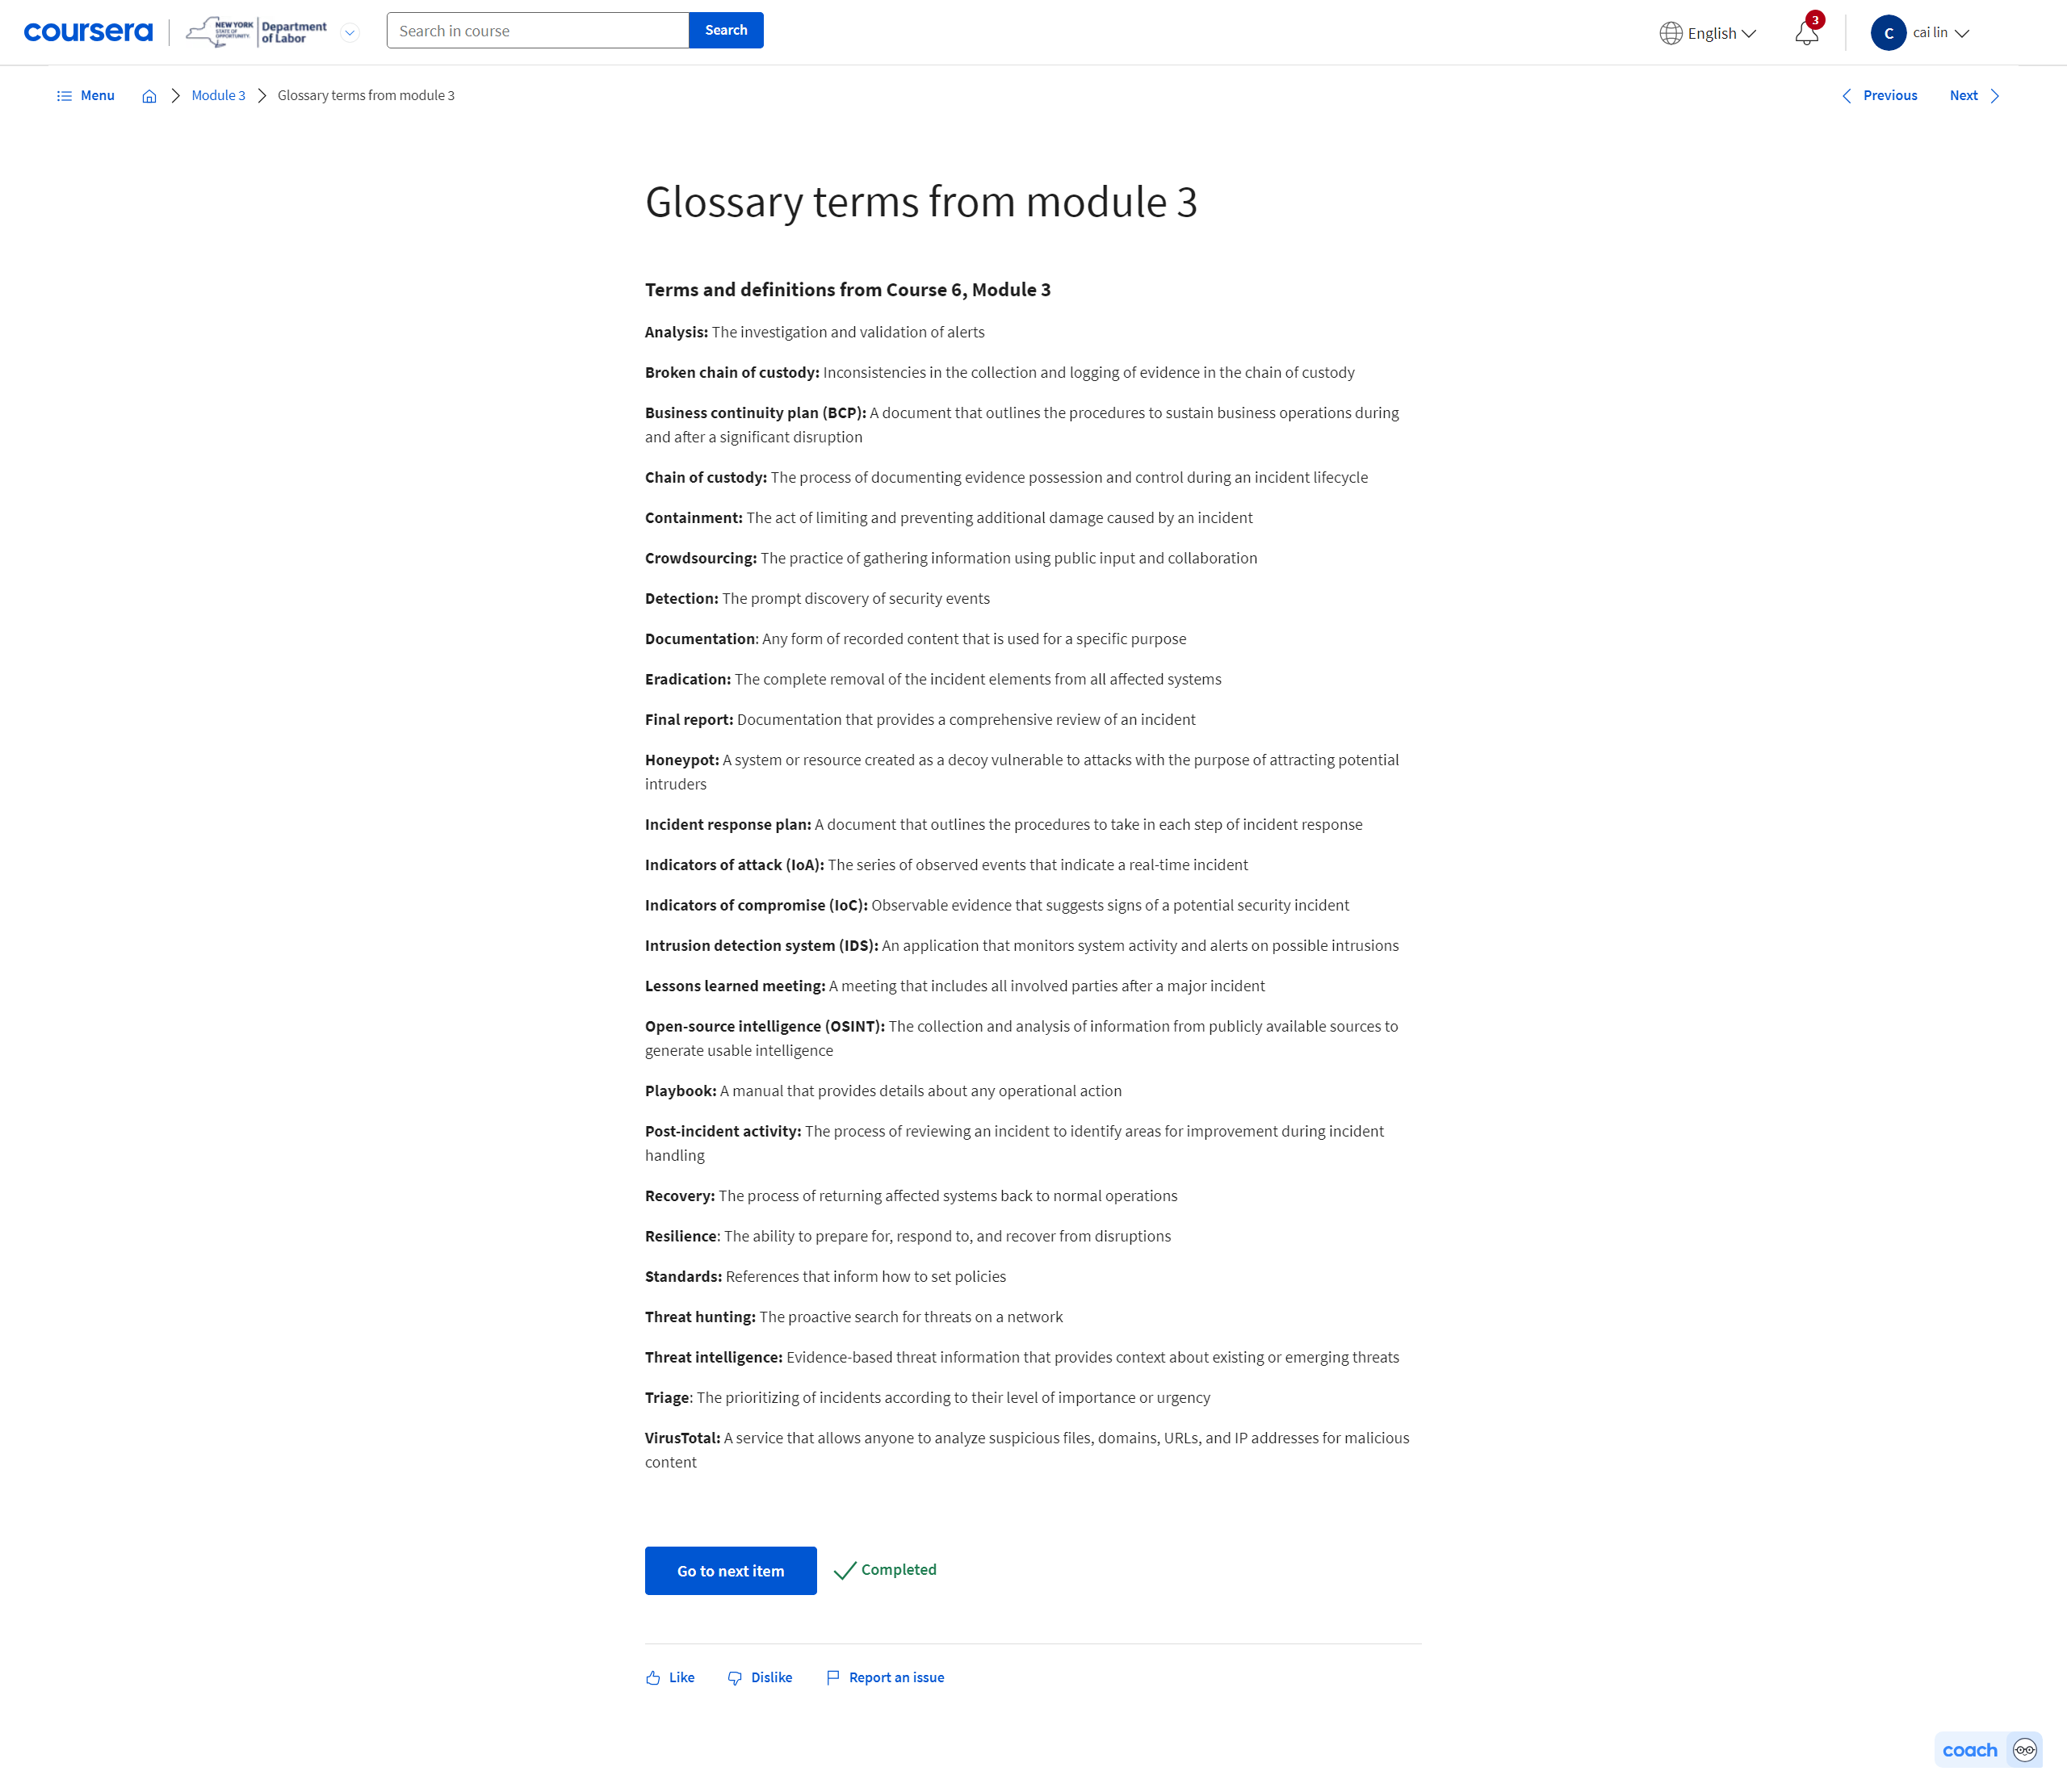 coursera
NEW YORK
STATE OF
OPPORTUNITY.
Department
of Labor
Search in course
Search
English
3
C
cai lin
Menu
Module 3
Glossary terms from module 3
Previous
Next
Glossary terms from module 3
Terms and definitions from Course 6, Module 3
Analysis: The investigation and validation of alerts
Broken chain of custody: Inconsistencies in the collection and logging of evidence in the chain of custody
Business continuity plan (BCP): A document that outlines the procedures to sustain business operations during
and after a significant disruption
Chain of custody: The process of documenting evidence possession and control during an incident lifecycle
Containment: The act of limiting and preventing additional damage caused by an incident
Crowdsourcing: The practice of gathering information using public input and collaboration
Detection: The prompt discovery of security events
Documentation: Any form of recorded content that is used for a specific purpose
Eradication: The complete removal of the incident elements from all affected systems
Final report: Documentation that provides a comprehensive review of an incident
Honeypot: A system or resource created as a decoy vulnerable to attacks with the purpose of attracting potential
intruders
Incident response plan: A document that outlines the procedures to take in each step of incident response
Indicators of attack (IoA): The series of observed events that indicate a real-time incident
Indicators of compromise (IoC): Observable evidence that suggests signs of a potential security incident
Intrusion detection system (IDS): An application that monitors system activity and alerts on possible intrusions
Lessons learned meeting: A meeting that includes all involved parties after a major incident
Open-source intelligence (OSINT): The collection and analysis of information from publicly available sources to
generate usable intelligence
Playbook: A manual that provides details about any operational action
Post-incident activity: The process of reviewing an incident to identify areas for improvement during incident
handling
Recovery: The process of returning affected systems back to normal operations
Resilience: The ability to prepare for, respond to, and recover from disruptions
Standards: References that inform how to set policies
Threat hunting: The proactive search for threats on a network
Threat intelligence: Evidence-based threat information that provides context about existing or emerging threats
Triage: The prioritizing of incidents according to their level of importance or urgency
VirusTotal: A service that allows anyone to analyze suspicious files, domains, URLs, and IP addresses for malicious
content
Go to next item
Completed
Like
Dislike
Report an issue
coach